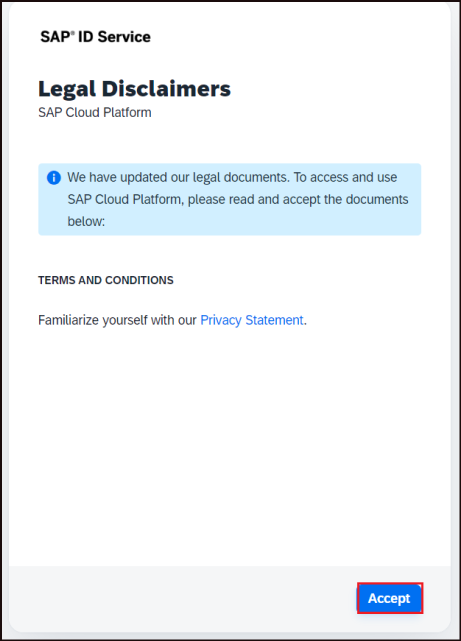 SAP® ID Service
Legal Disclaimers
SAP Cloud Platform
We have updated our legal documents. To access and use
SAP Cloud Platform, please read and accept the documents
below:
TERMS AND CONDITIONS
Familiarize yourself with our Privacy Statement.
Accept